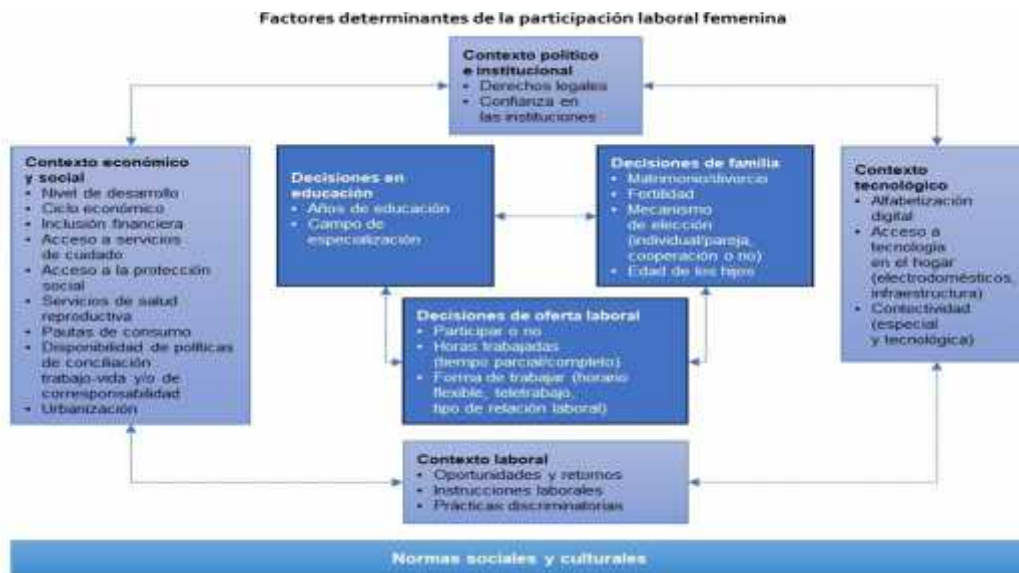 Factores determinantes de la participación laboral femenina
Contexto político
e institucional
• Derechos legales
• Confianza en
las instituciones
Contexto económico
y social
• Nivel de desarrollo
• Ciclo económico
• Inclusión financiera
• Acceso a servicios
de cuidado
• Acceso a la protección
social
• Servicios de salud
reproductiva
• Pautas de consumo
• Disponibilidad de políticas
de conciliación
trabajo-vida y/o de
corresponsabilidad
• Urbanización
Decisiones en
educación
• Años de educación
• Campo de
especialización
Decisiones de familia
• Matrimonio/divorcio
• Fertilidad
• Mecanismo
de elección
(individual/pareja,
cooperación o no)
• Edad de los hijos
Contexto
tecnológico
• Alfabetización
digital
• Acceso a
tecnología
en el hogar
(electrodomésticos,
infraestructura)
• Conectividad
(especial
y tecnológica)
Decisiones de oferta laboral
• Participar o no
• Horas trabajadas
(tiempo parcial/completo)
• Forma de trabajar (horario
flexible, teletrabajo,
tipo de relación laboral)
Contexto laboral
• Oportunidades y retornos
• Instrucciones laborales
• Prácticas discriminatorias
Normas sociales y culturales